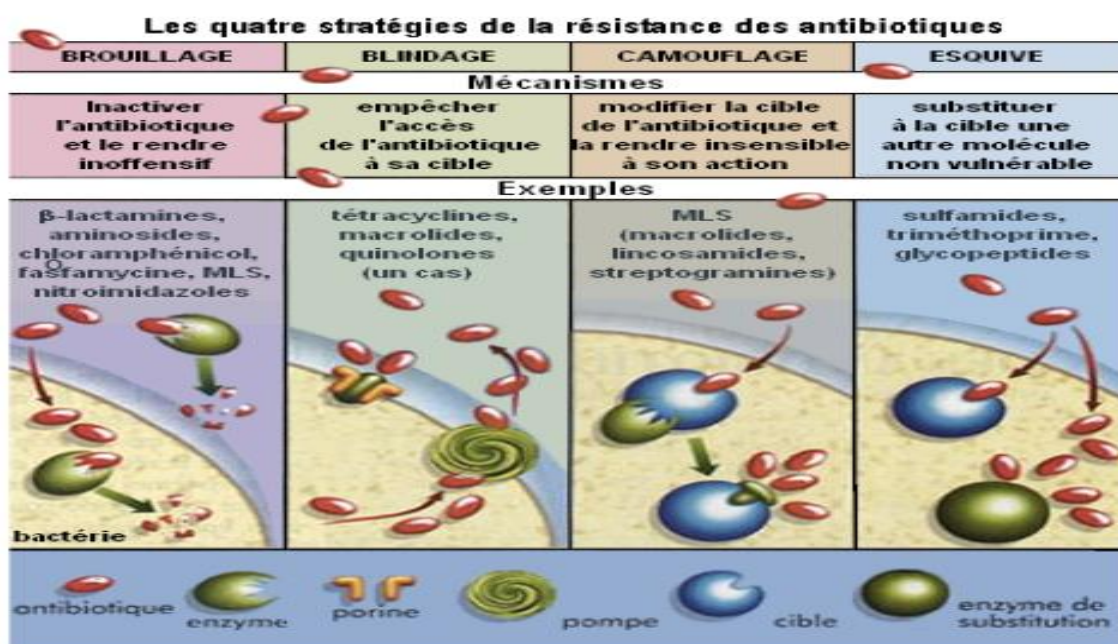 Les quatre stratégies de la résistance des antibiotiques
BROUILLAGE
BLINDAGE
CAMOUFLAGE
ESQUIVE
Mécanismes
Inactiver
l'antibiotique
et le rendre
inoffensif
empêcher
l'accès
de l'antibiotique
à sa cible
modifier la cible
de l'antibiotique et
la rendre insensible
à son action
substituer
à la cible une
autre molécule
non vulnérable
Exemples
β-lactamines,
aminosides,
chloramphénicol,
fasfamycine, MLS,
nitroimidazoles
tétracyclines,
macrolides,
quinolones
(un cas)
MLS
(macrolides,
lincosamides,
streptogramines)
sulfamides,
triméthoprime,
glycopeptides
bactérie
antibiotique
enzyme
porine
pompe
cible
enzyme de
substitution